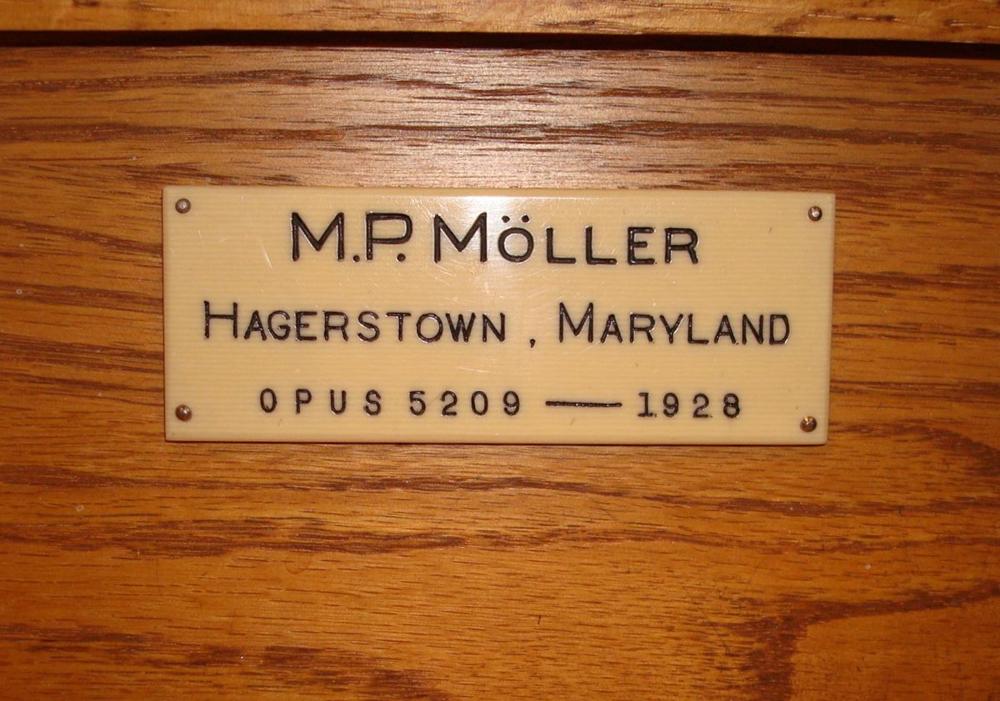 M.P. MÖLLER
HAGERSTOWN, MARYLAND
OPUS 5209 — 1928